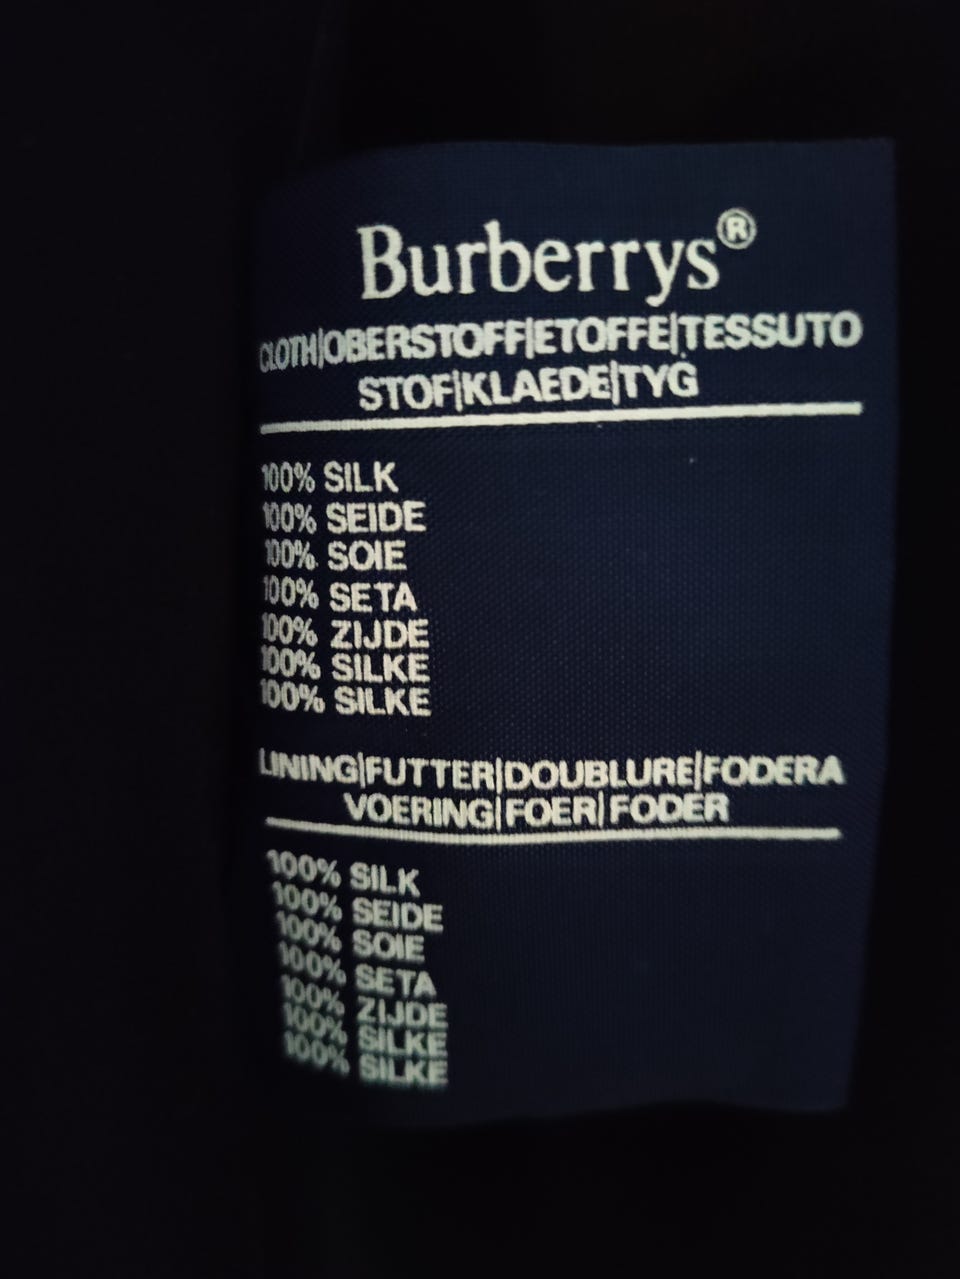 Burberrys®
CLOTH|OBERSTOFF|ETOFFE|TESSUTO
STOF|KLAEDE|TYG
100% SILK
100% SEIDE
100% SOIE
100% SETA
100% ZIJDE
100% SILKE
100% SILKE
LINING|FUTTER|DOUBLURE|FODERA
VOERING|FOER|FODER
100% SILK
100% SEIDE
100% SOIE
100% SETA
100% ZIJDE
100% SILKE
100% SILKE